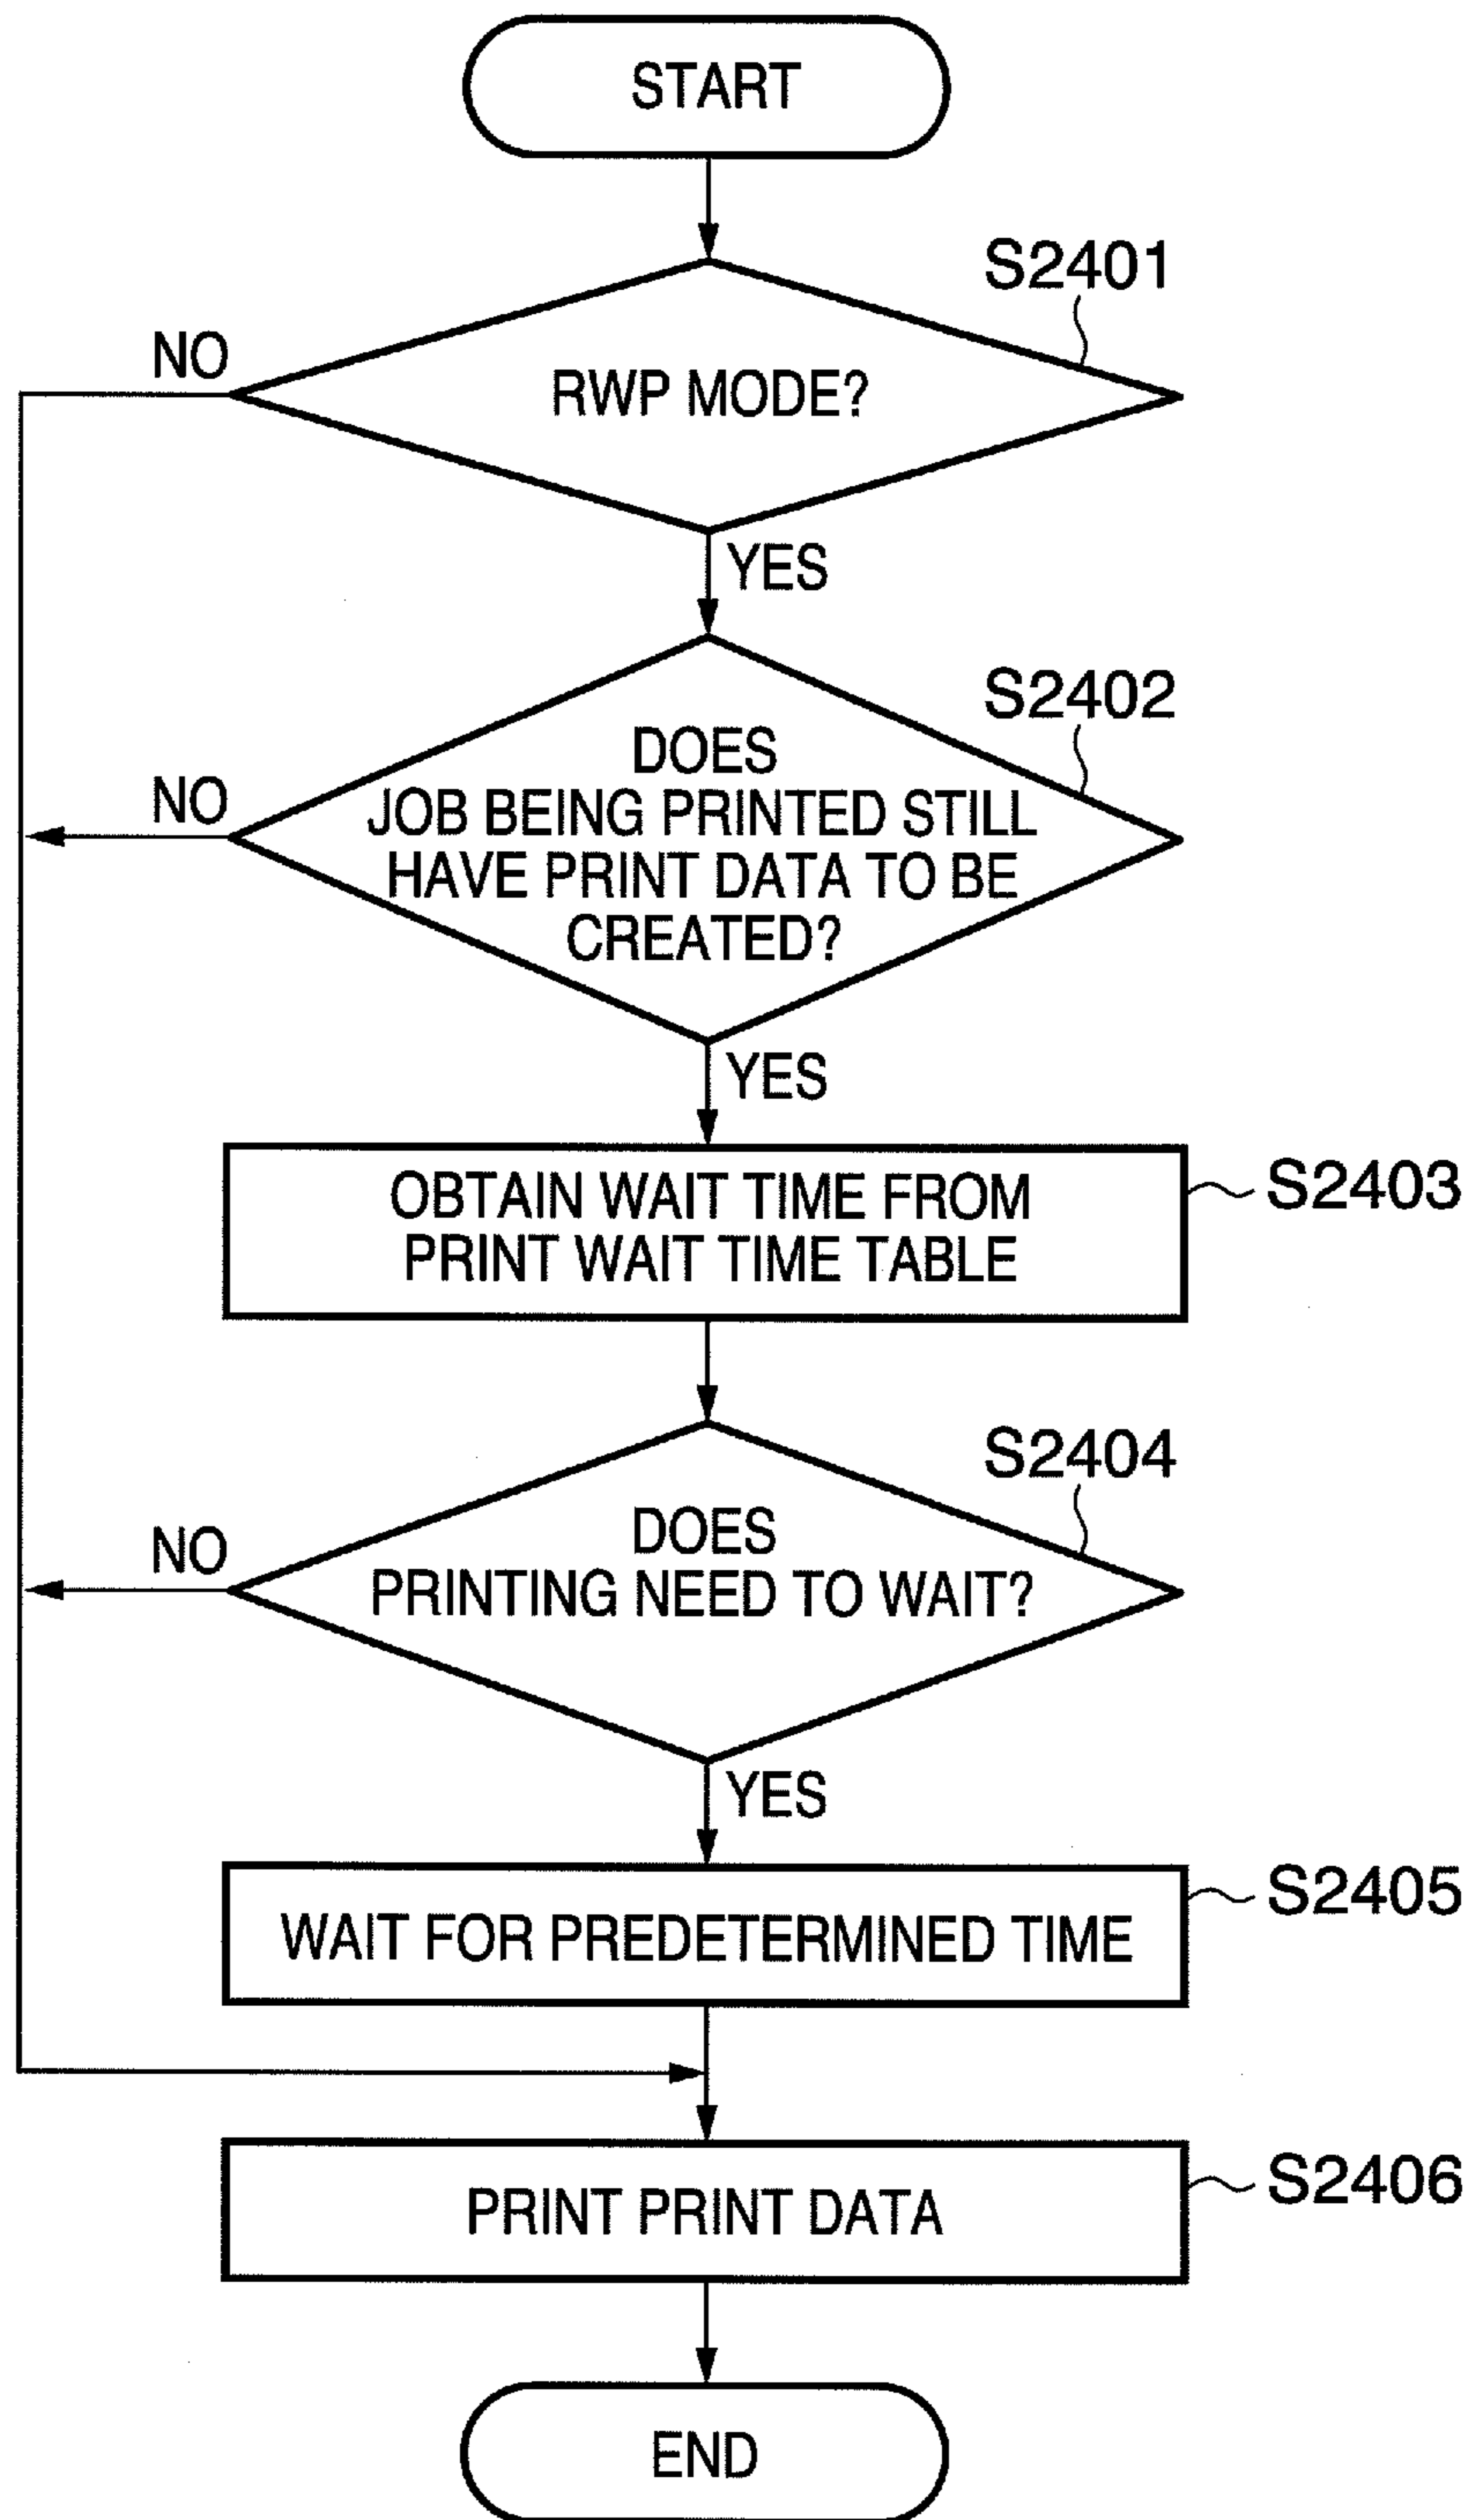 START
S2401
NO
RWP MODE?
YES
S2402
DOES
NO
JOB BEING PRINTED STILL
HAVE PRINT DATA TO BE
CREATED?
YES
OBTAIN WAIT TIME FROM
PRINT WAIT TIME TABLE
S2403
S2404
DOES
NO
PRINTING NEED TO WAIT?
YES
WAIT FOR PREDETERMINED TIME
S2405
PRINT PRINT DATA
S2406
END